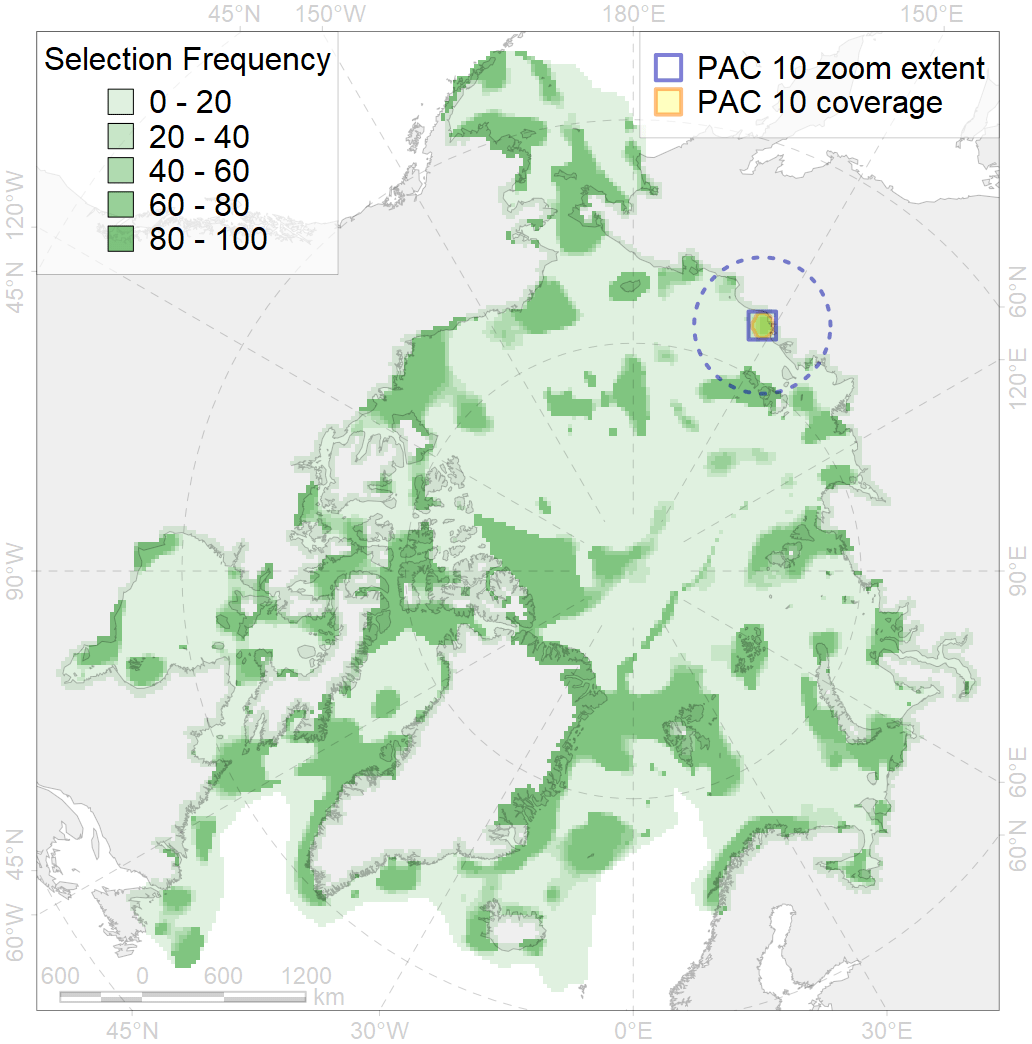 45°N 150°W 180°E 150°E
Selection Frequency
0 - 20
20 - 40
40 - 60
60 - 80
80 - 100
PAC 10 zoom extent
PAC 10 coverage
120°W
45°N
90°W
45°N
60°W
60°N
120°E
90°E
60°E
60°N
600 0 600 1200
km
45°W 30°W 0°E 30°E